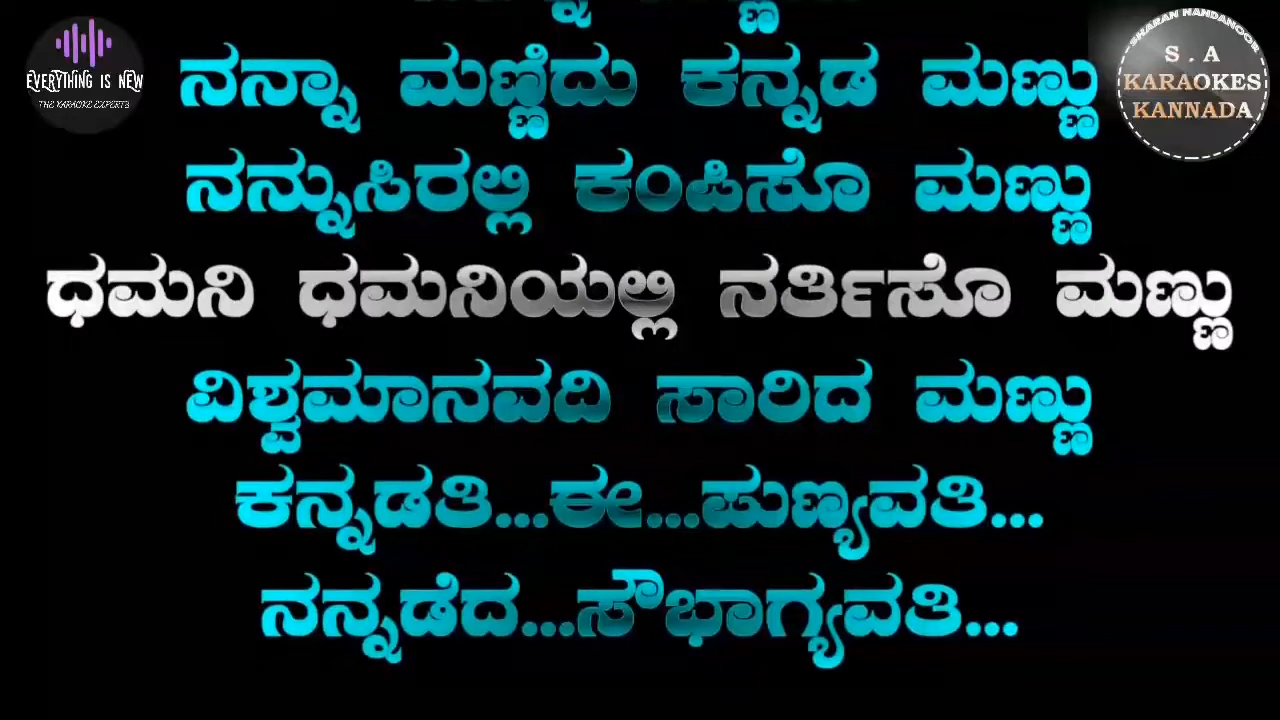 ನನ್ನಾ ಮಣ್ಣಿದು ಕನ್ನಡ ಮಣ್ಣು
ನನ್ನುಸಿರಲ್ಲಿ ಕಂಪಿಸೊ ಮಣ್ಣು
ಧಮನಿ ಧಮನಿಯಲ್ಲಿ ನರ್ತಿಸೊ ಮಣ್ಣು
ವಿಶ್ವಮಾನವದಿ ಸಾರಿದ ಮಣ್ಣು
ಕನ್ನಡತಿ...ಈ...ಪುಣ್ಯವತಿ...
ನನ್ನಡೆದ...ಸೌಭಾಗ್ಯವತಿ...
EVERYTHING IS NEW
THE KARAOKE EXPERTS
SHARAN NANDANOOR
S . A
KARAOKES
KANNADA